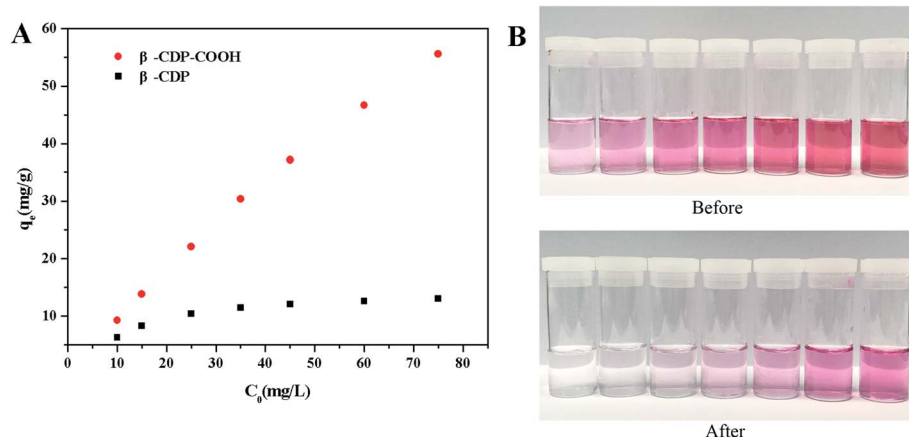 A
β -CDP-COOH
β -CDP
60
50
40
30
20
10
qe(mg/g)
0 10 20 30 40 50 60 70 80
C0(mg/L)
B
Before
After